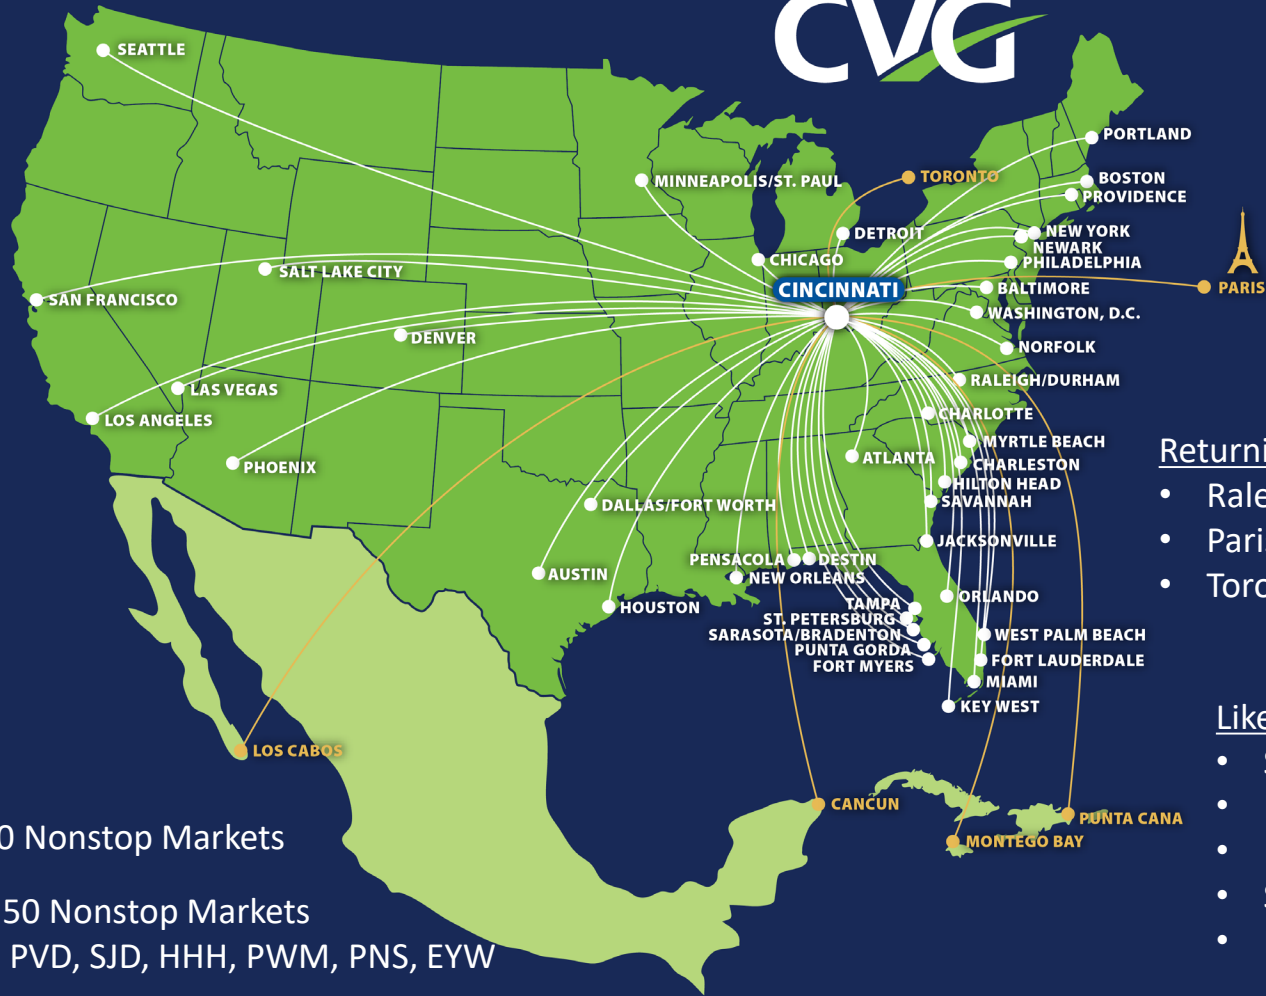 CVG
SEATTLE
PORTLAND
MINNEAPOLIS/ST. PAUL
TORONTO
BOSTON
PROVIDENCE
DETROIT
NEW YORK
NEWARK
CHICAGO
PHILADELPHIA
SALT LAKE CITY
CINCINNATI
BALTIMORE
PARIS
SAN FRANCISCO
WASHINGTON, D.C.
DENVER
NORFOLK
LAS VEGAS
RALEIGH/DURHAM
LOS ANGELES
CHARLOTTE
MYRTLE BEACH
PHOENIX
ATLANTA
CHARLESTON
HILTON HEAD
DALLAS/FORT WORTH
SAVANNAH
JACKSONVILLE
PENSACOLA
DESTIN
AUSTIN
NEW ORLEANS
HOUSTON
ORLANDO
TAMPA
ST. PETERSBURG
SARASOTA/BRADENTON
WEST PALM BEACH
PUNTA GORDA
FORT MYERS
FORT LAUDERDALE
MIAMI
KEY WEST
LOS CABOS
CANCUN
PUNTA CANA
MONTEGO BAY
Returni
• Rale
• Pari
• Toro
Like
0 Nonstop Markets
50 Nonstop Markets
PVD, SJD, HHH, PWM, PNS, EYW